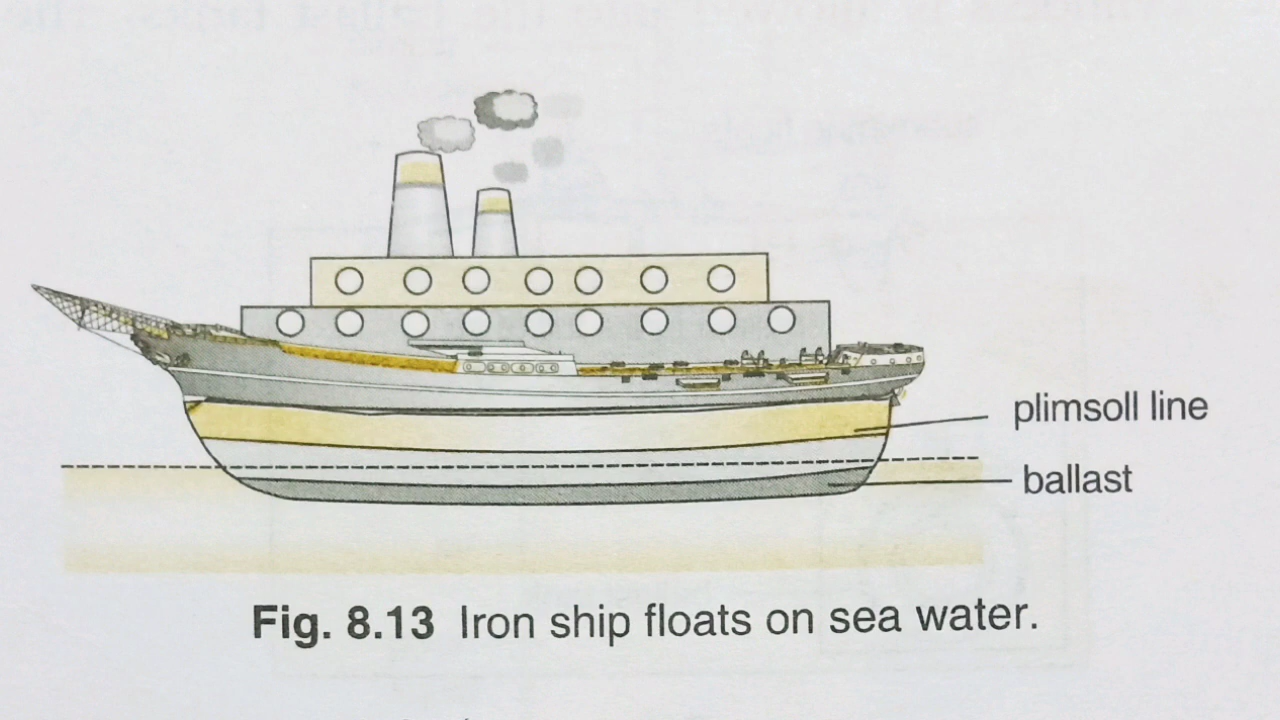 plimsoll line
ballast
Fig. 8.13 Iron ship floats on sea water.